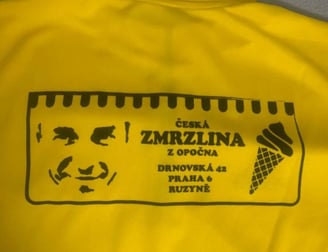 ČESKÁ
ZMRZLINA
Z OPOČNA
DRNOVSKÁ 42
PRAHA 6
RUZYNĚ